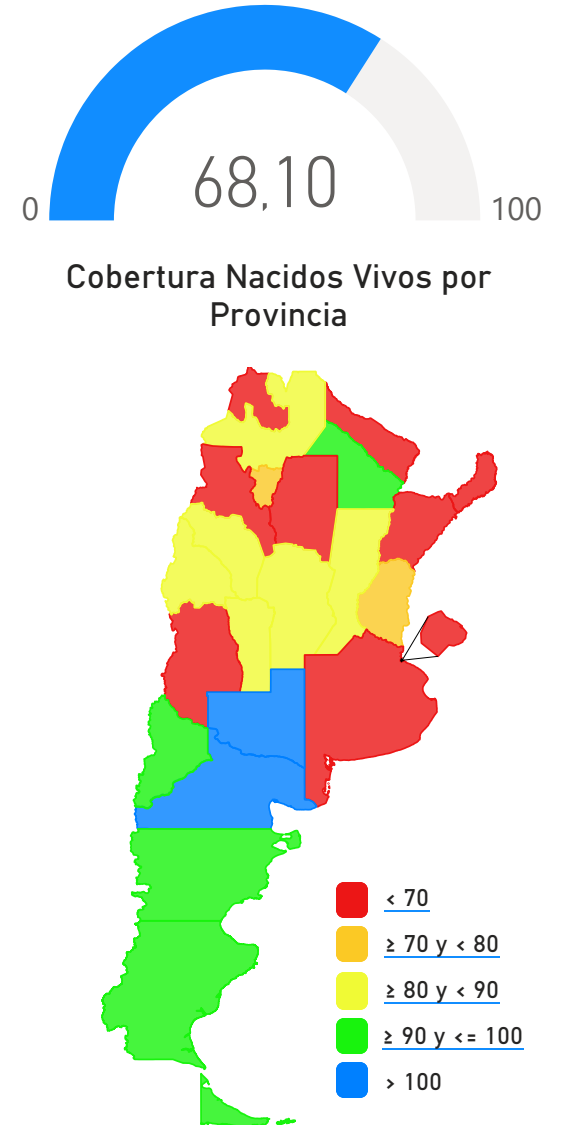 68,10
0
100
Cobertura Nacidos Vivos por
Provincia
< 70
≥ 70 y < 80
≥ 80 y < 90
≥ 90 y <= 100
> 100